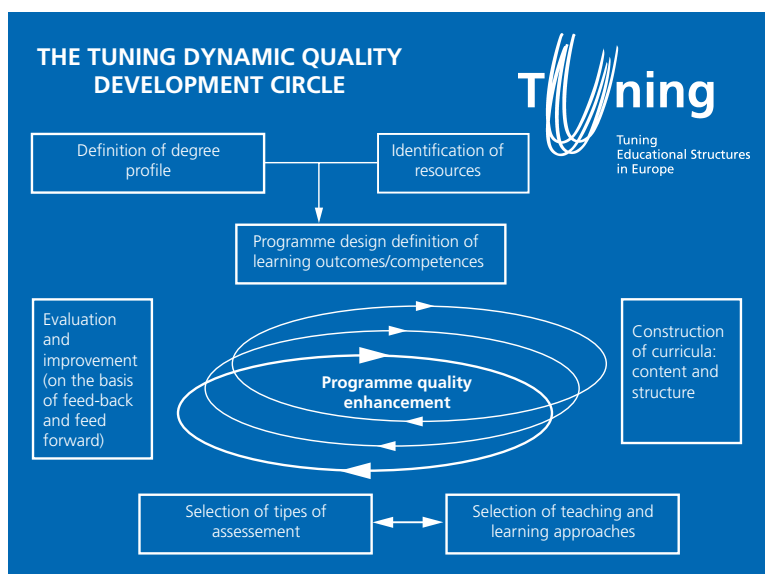 THE TUNING DYNAMIC QUALITY
DEVELOPMENT CIRCLE
Tuning
Tuning
Educational Structures
in Europe
Definition of degree
profile
Identification of
resources
Programme design definition of
learning outcomes/competences
Evaluation
and
improvement
(on the basis
of feed-back
and feed
forward)
Programme quality
enhancement
Construction
of curricula:
content and
structure
Selection of tipes of
assessement
Selection of teaching and
learning approaches